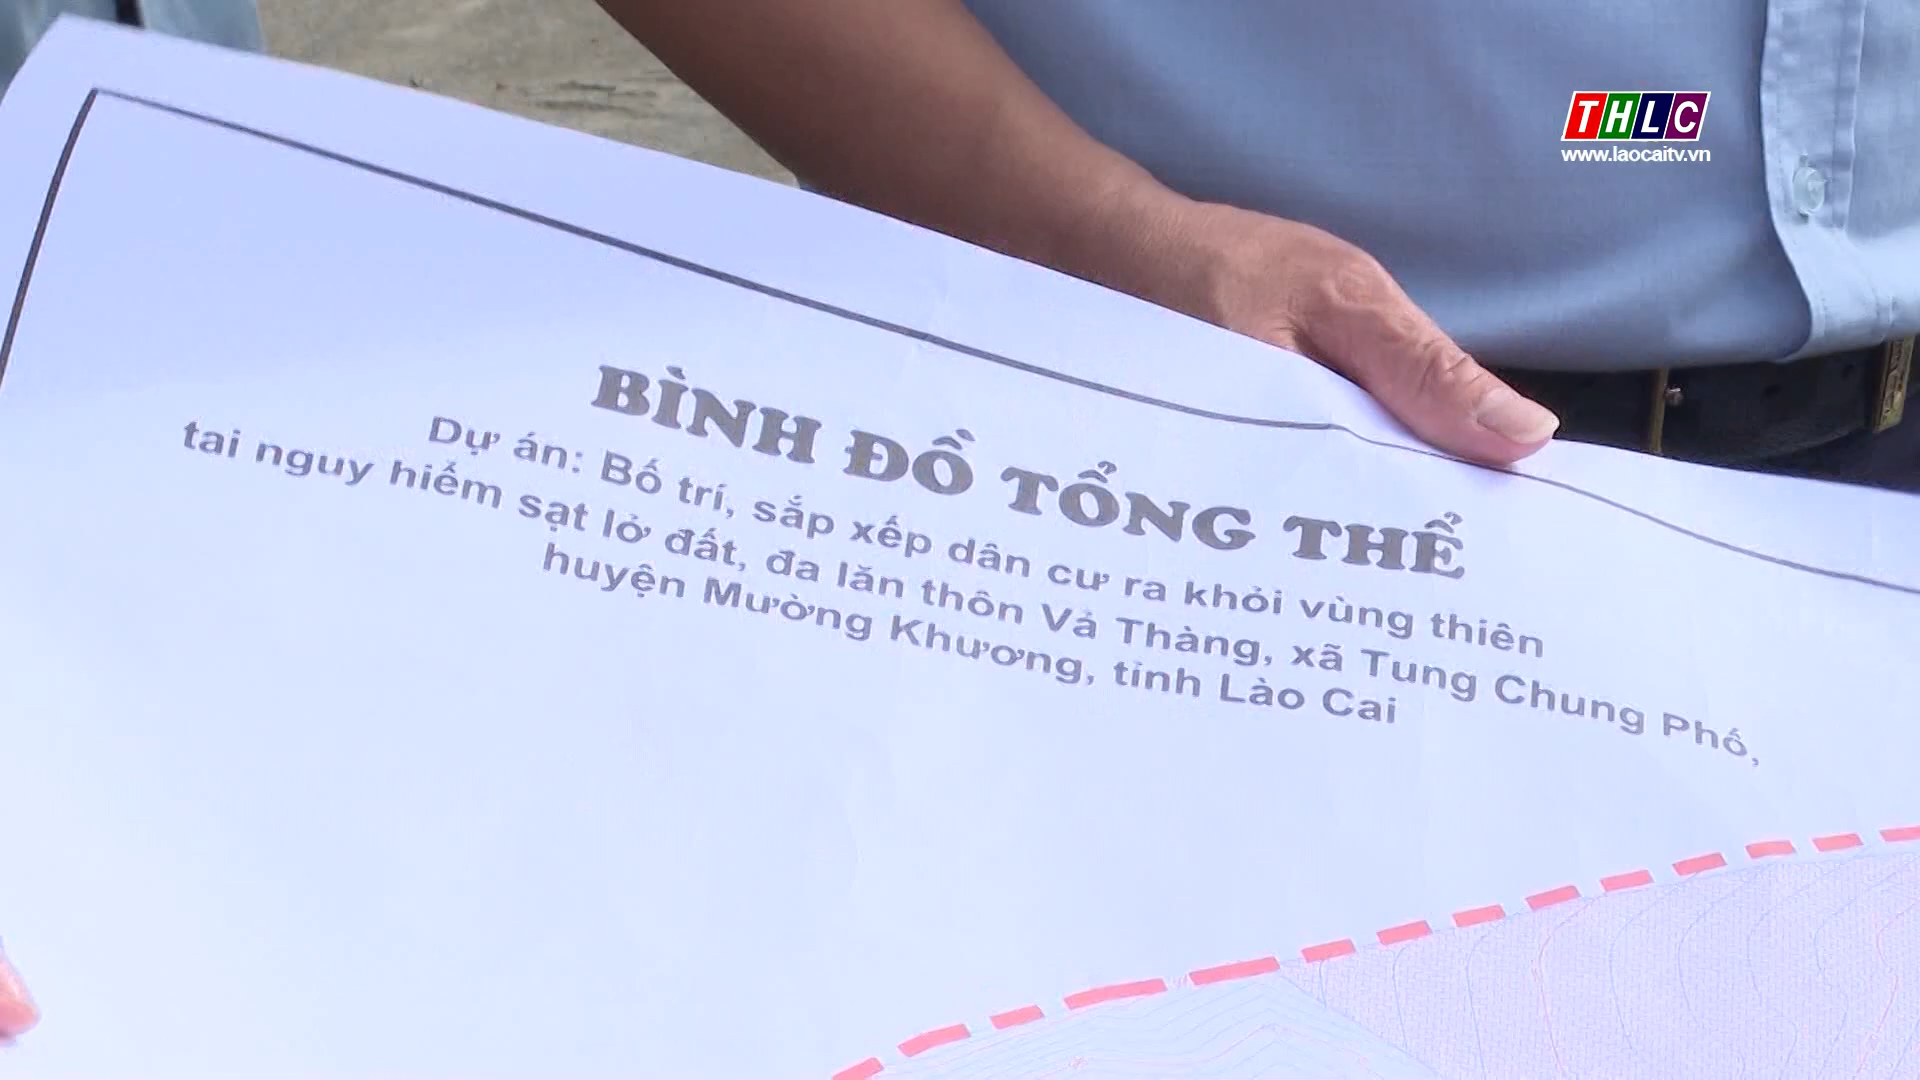 THLC
www.laocaitv.vn
BÌNH ĐỒ TỔNG THỂ
Dự án: Bố trí, sắp xếp dân cư ra khỏi vùng thiên
tai nguy hiểm sạt lở đất, đa lăn thôn Vả Thàng, xã Tung Chung Phố,
huyện Mường Khương, tỉnh Lào Cai